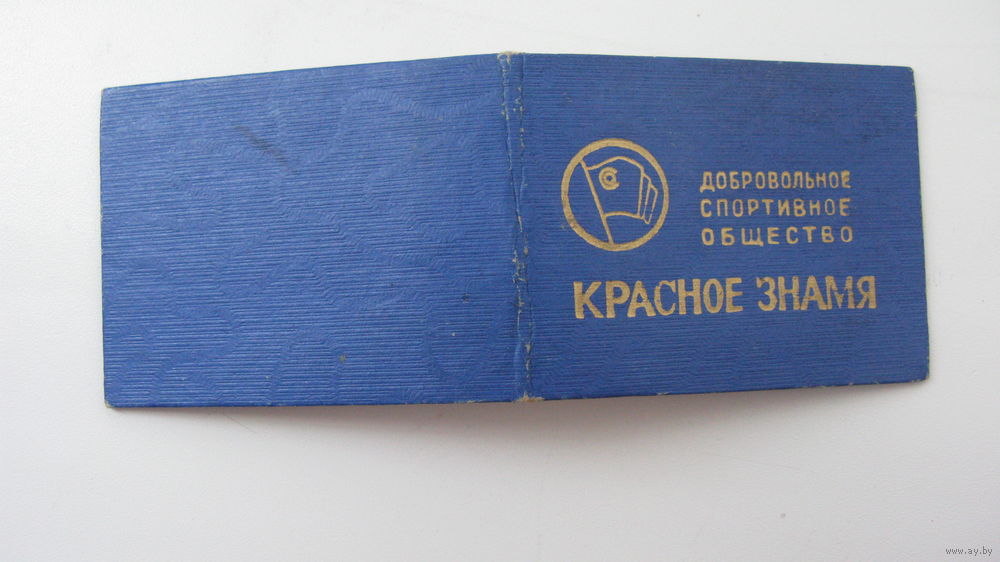 ДОБРОВОЛЬНОЕ
СПОРТИВНОЕ
ОБЩЕСТВО
КРАСНОЕ ЗНАМЯ
www.ay.by